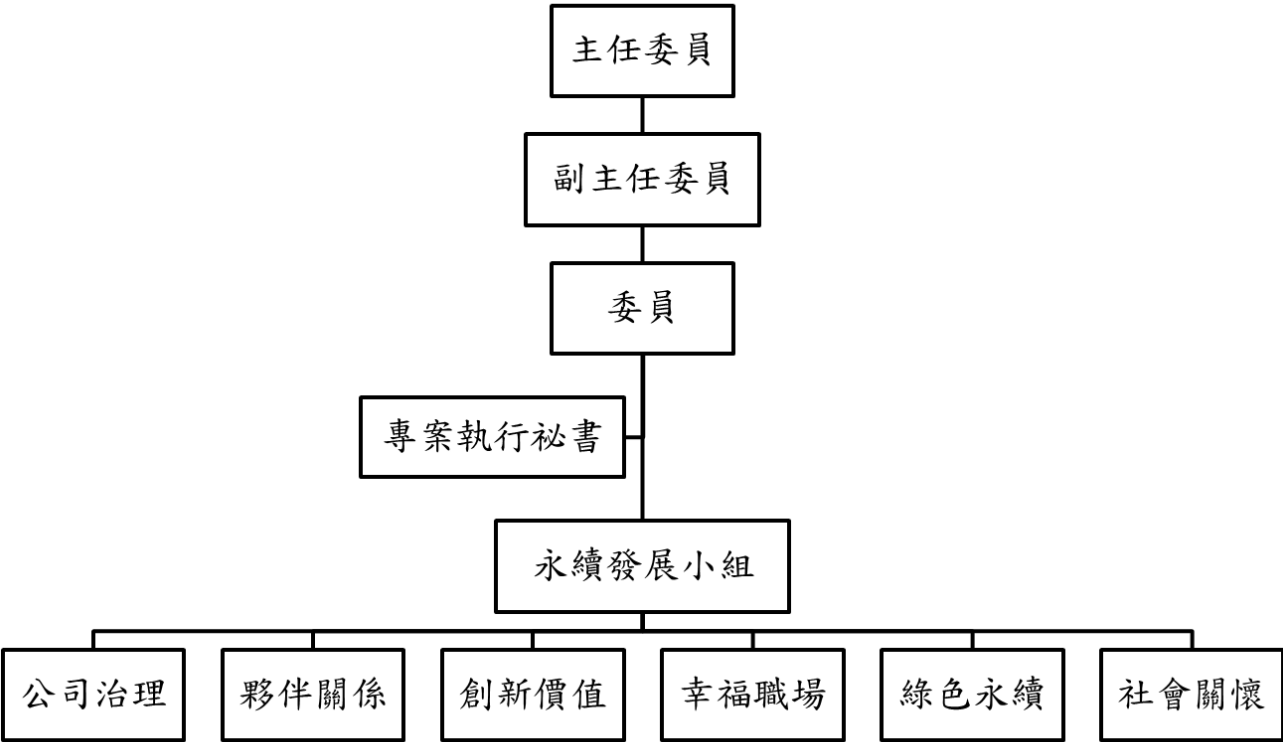 主任委員
副主任委員
委員
專案執行祕書
永續發展小組
公司治理
夥伴關係
創新價值
幸福職場
綠色永續
社會關懷